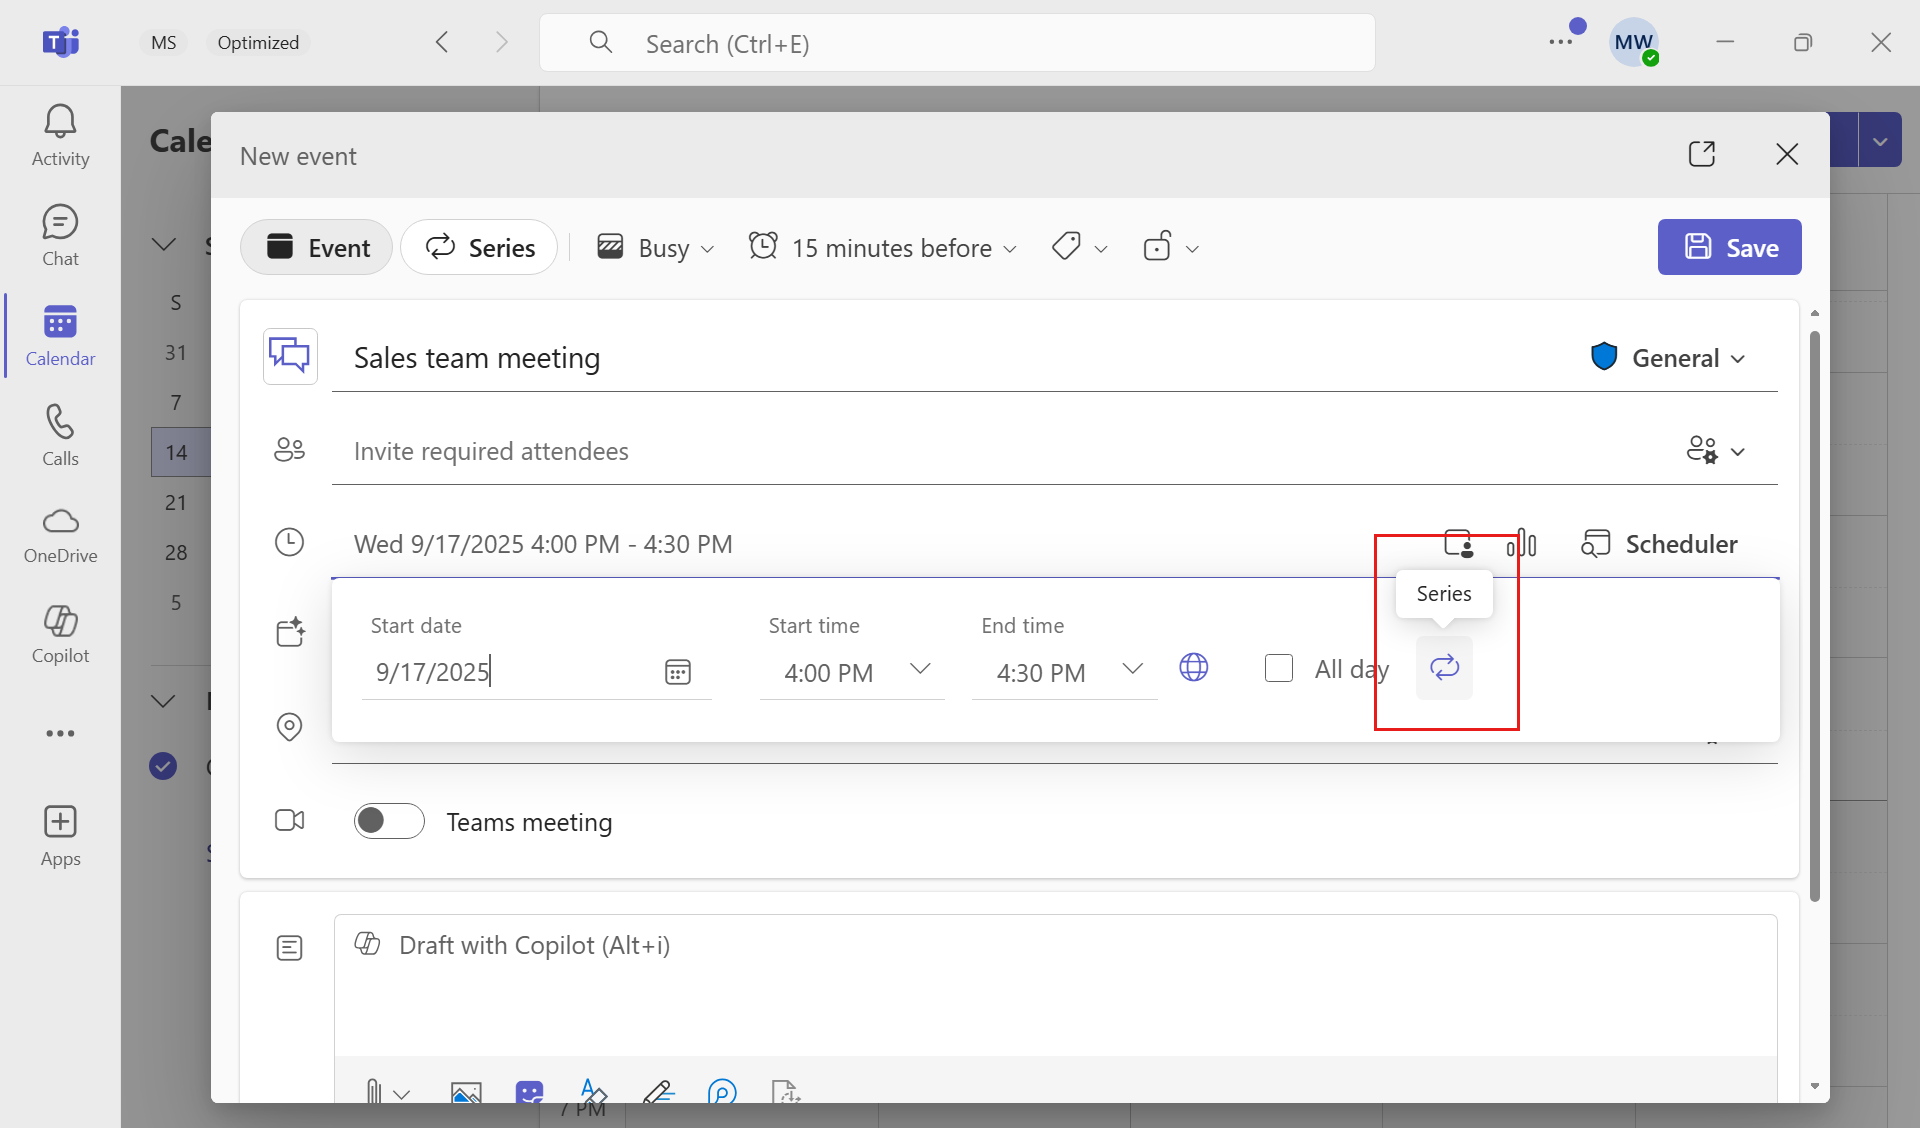 MS
Optimized
Search (Ctrl+E)
MW
Activity
Chat
Calendar
Calls
OneDrive
Copilot
Apps
Cale
S
31
7
14
21
28
5
New event
Event
Series
Busy
15 minutes before
Save
Sales team meeting
General
Invite required attendees
Wed 9/17/2025 4:00 PM - 4:30 PM
Scheduler
Series
Start date
Start time
End time
9/17/2025
4:00 PM
4:30 PM
All day
Teams meeting
Draft with Copilot (Alt+i)
7 PM